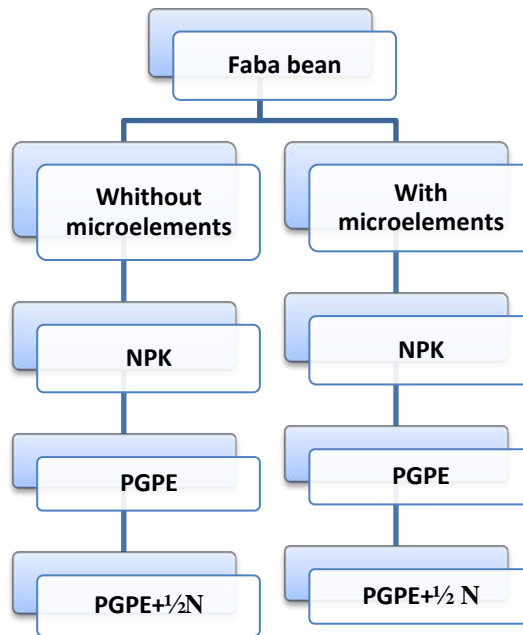 Faba bean
Whithout
microelements
With
microelements
NPK
NPK
PGPE
PGPE
PGPE+½N
PGPE+½ N